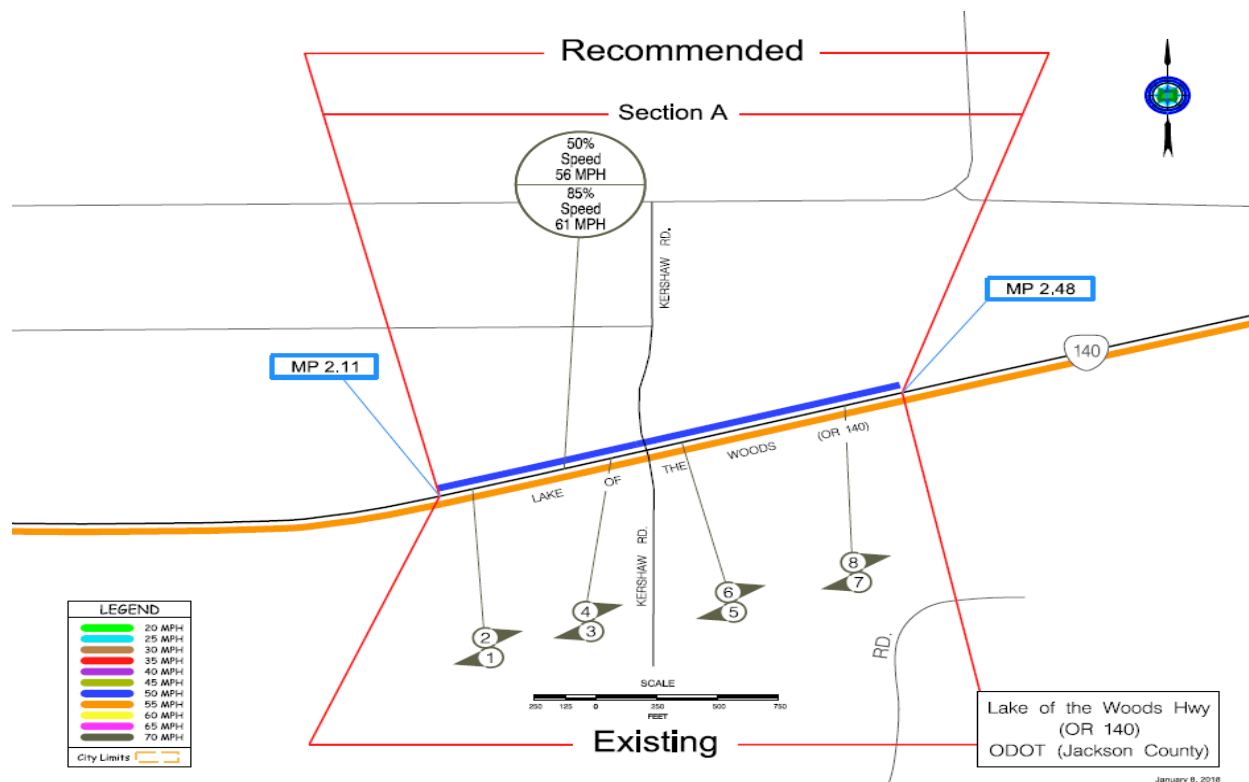 Recommended
Section A
50%
Speed
56 MPH
85%
Speed
61 MPH
KERSHAW RD.
MP 2.48
140
MP 2.11
LAKE OF THE WOODS (OR 140)
KERSHAW RD.
8
7
6
5
4
3
2
1
RD.
LEGEND
20 MPH
25 MPH
30 MPH
35 MPH
40 MPH
45 MPH
50 MPH
55 MPH
60 MPH
65 MPH
70 MPH
City Limits
SCALE
250 125 0 250 500 750
FEET
Existing
Lake of the Woods Hwy
(OR 140)
ODOT (Jackson County)
January 8, 2018